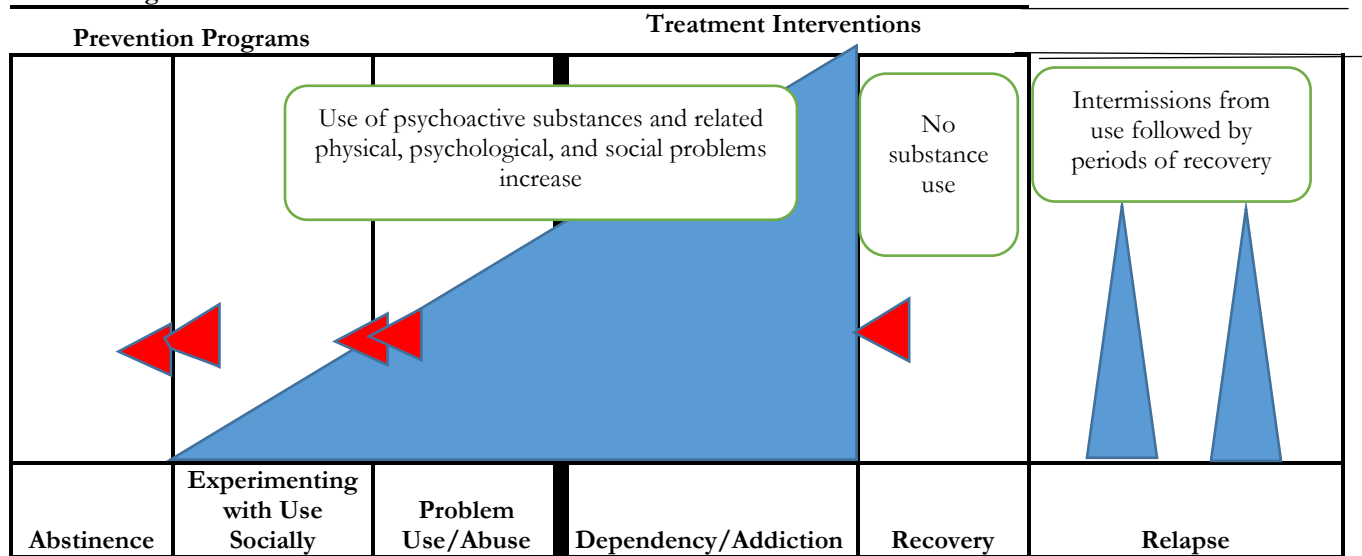 Treatment Interventions
Prevention Programs
Use of psychoactive substances and related
physical, psychological, and social problems
increase
No
substance
use
Intermissions from
use followed by
periods of recovery
Abstinence
Experimenting
with Use
Socially
Problem
Use/Abuse
Dependency/Addiction
Recovery
Relapse